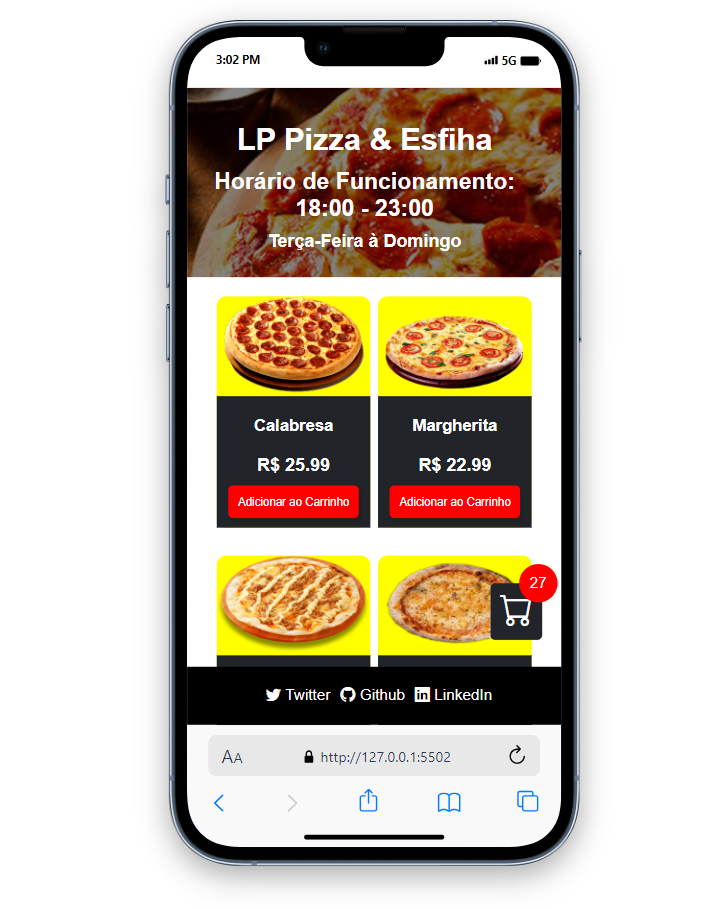 3:02 PM 5G
LP Pizza & Esfiha
Horário de Funcionamento:
18:00 - 23:00
Terça-Feira à Domingo
Calabresa
R$ 25.99
Adicionar ao Carrinho
Margherita
R$ 22.99
Adicionar ao Carrinho
27
Twitter Github LinkedIn
AA http://127.0.0.1:5502